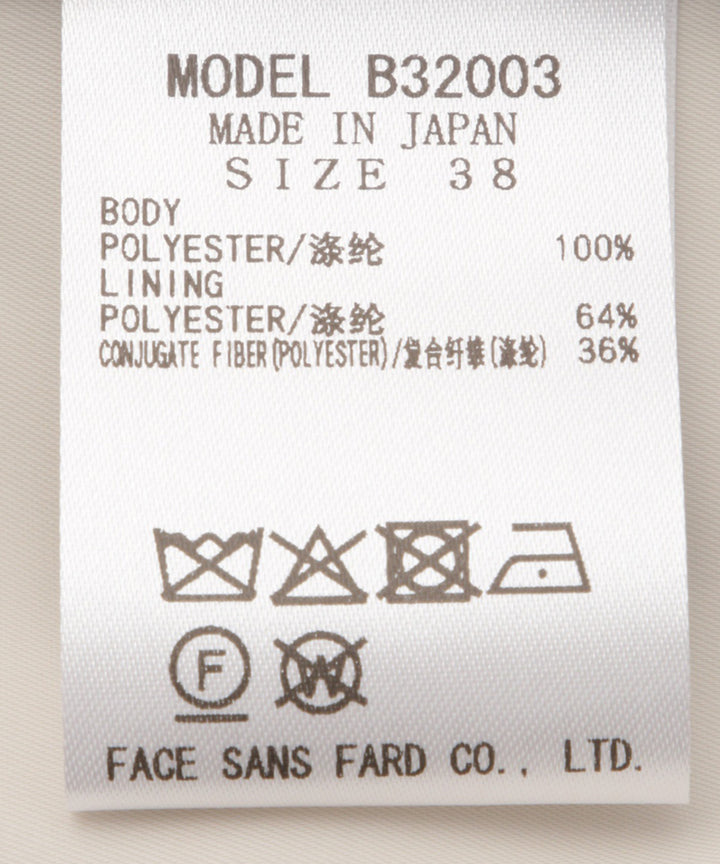 MODEL B32003
MADE IN JAPAN
SIZE 38
BODY
POLYESTER/涤纶 100%
LINING
POLYESTER/涤纶 64%
CONJUGATE FIBER(POLYESTER)/复合纤维(涤纶) 36%
F W
FACE SANS FARD CO., LTD.